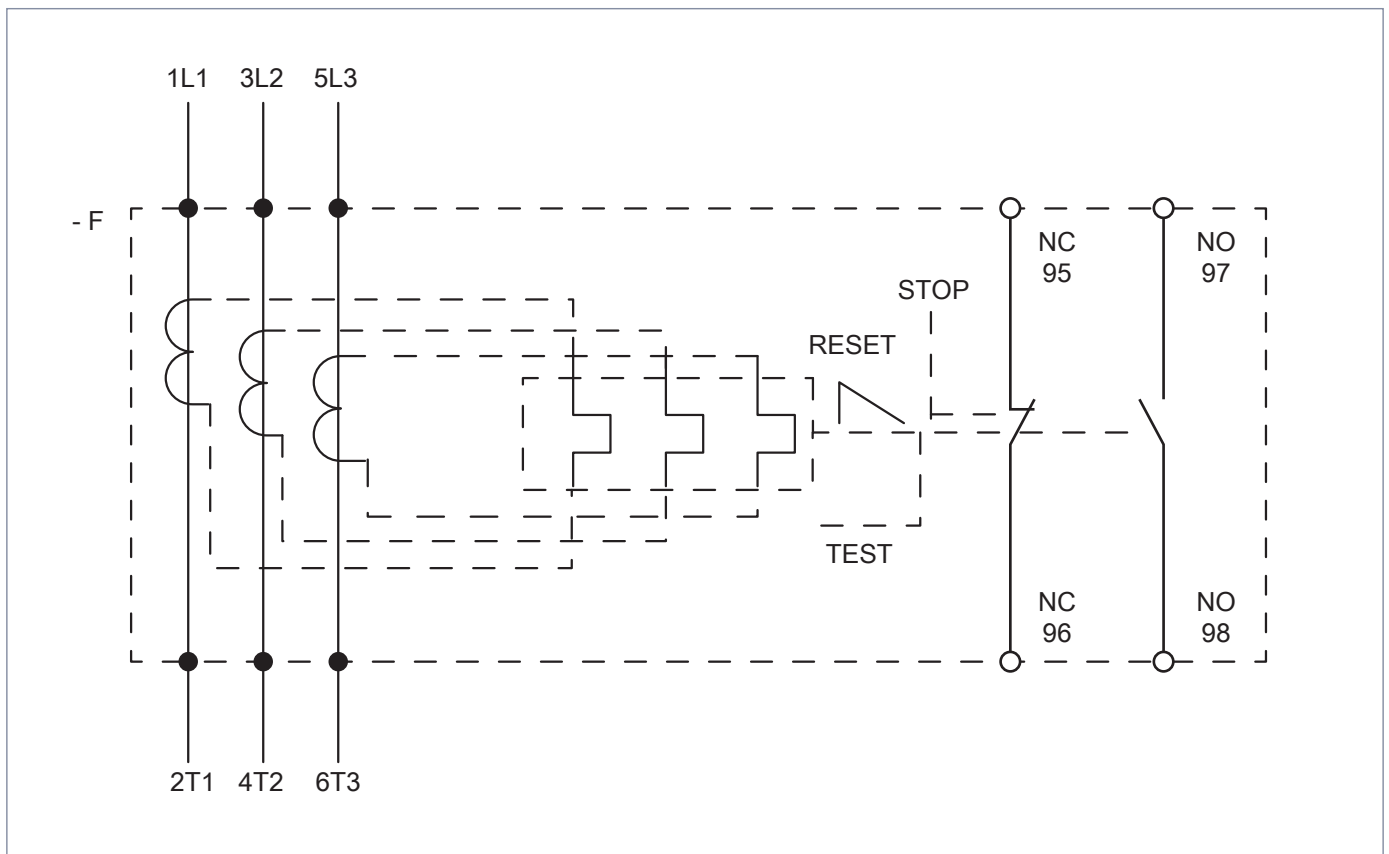 1L1 3L2 5L3
- F
NC NO
95 97
STOP
RESET
TEST
NC NO
96 98
2T1 4T2 6T3